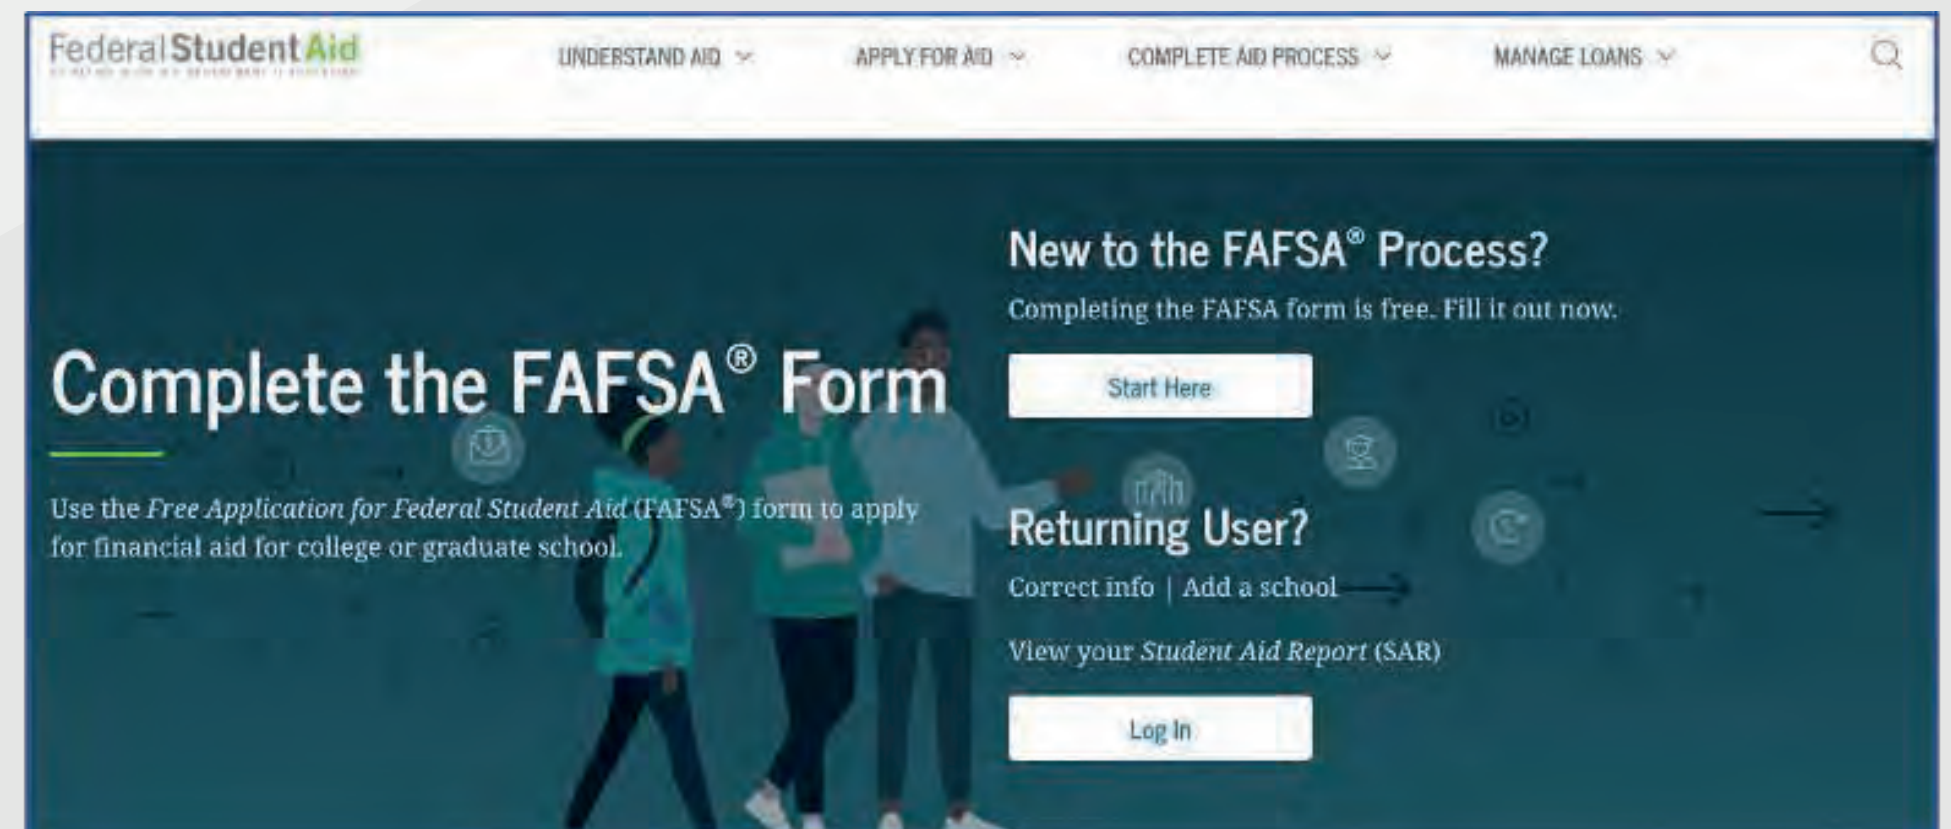 Federal Student Aid
UNDERSTAND AID
APPLY FOR AID
COMPLETE AID PROCESS
MANAGE LOANS
Complete the FAFSA® Form
Use the Free Application for Federal Student Aid (FAFSA®) form to apply
for financial aid for college or graduate school.
New to the FAFSA® Process?
Completing the FAFSA form is free. Fill it out now.
Start Here
Returning User?
Correct info | Add a school
View your Student Aid Report (SAR)
Log In